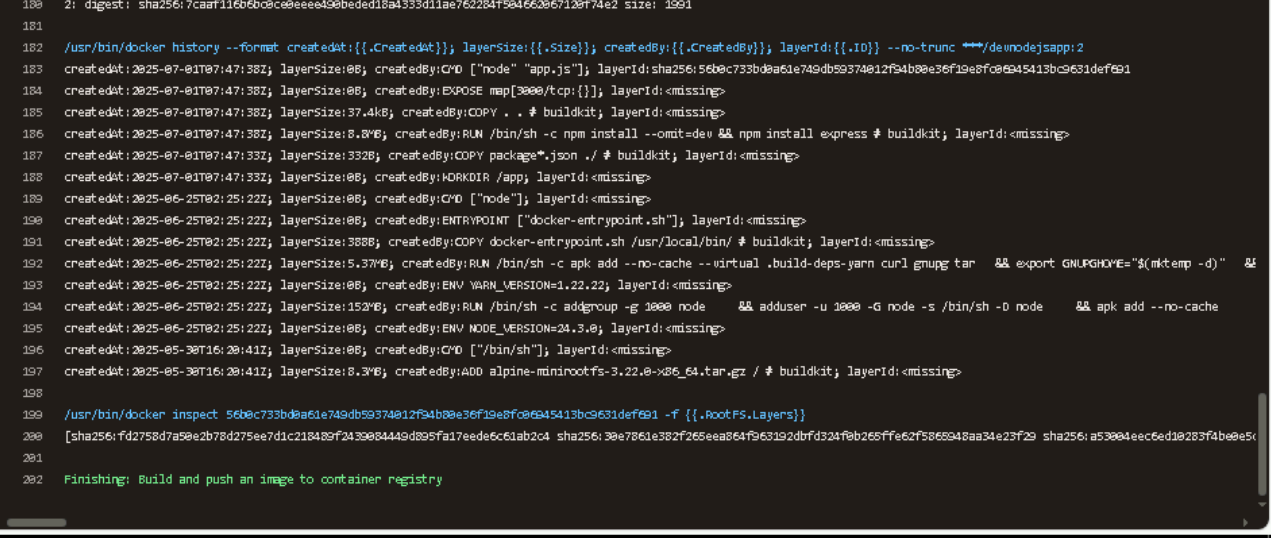 180 2: digest: sha256:7caaf116b6bc0ce0eeee490beded18a4333d11ae762284f504662067120f74e2 size: 1991
181
182 /usr/bin/docker history --format createdAt:{{.CreatedAt}}; layerSize:{{.Size}}; createdBy:{{.CreatedBy}}; layerId:{{.ID}} --no-trunc ***/devnodejsapp:2
183 createdAt:2025-07-01T07:47:38Z; layerSize:0B; createdBy:CMD ["node" "app.js"]; layerId:sha256:56b0c733bd0a61e749db59374012f94b80e36f19e8fc06945413bc9631def691
184 createdAt:2025-07-01T07:47:38Z; layerSize:0B; createdBy:EXPOSE map[3000/tcp:{}]; layerId:<missing>
185 createdAt:2025-07-01T07:47:38Z; layerSize:37.4kB; createdBy:COPY . . # buildkit; layerId:<missing>
186 createdAt:2025-07-01T07:47:38Z; layerSize:8.8MB; createdBy:RUN /bin/sh -c npm install --omit=dev && npm install express # buildkit; layerId:<missing>
187 createdAt:2025-07-01T07:47:33Z; layerSize:332B; createdBy:COPY package*.json ./ # buildkit; layerId:<missing>
188 createdAt:2025-07-01T07:47:33Z; layerSize:0B; createdBy:WORKDIR /app; layerId:<missing>
189 createdAt:2025-06-25T02:25:22Z; layerSize:0B; createdBy:CMD ["node"]; layerId:<missing>
190 createdAt:2025-06-25T02:25:22Z; layerSize:0B; createdBy:ENTRYPOINT ["docker-entrypoint.sh"]; layerId:<missing>
191 createdAt:2025-06-25T02:25:22Z; layerSize:388B; createdBy:COPY docker-entrypoint.sh /usr/local/bin/ # buildkit; layerId:<missing>
192 createdAt:2025-06-25T02:25:22Z; layerSize:5.37MB; createdBy:RUN /bin/sh -c apk add --no-cache --virtual .build-deps-yarn curl gnupg tar && export GNUPGHOME="$(mktemp -d)" &&
193 createdAt:2025-06-25T02:25:22Z; layerSize:0B; createdBy:ENV YARN_VERSION=1.22.22; layerId:<missing>
194 createdAt:2025-06-25T02:25:22Z; layerSize:152MB; createdBy:RUN /bin/sh -c addgroup -g 1000 node && adduser -u 1000 -G node -s /bin/sh -D node && apk add --no-cache
195 createdAt:2025-06-25T02:25:22Z; layerSize:0B; createdBy:ENV NODE_VERSION=24.3.0; layerId:<missing>
196 createdAt:2025-05-30T16:20:41Z; layerSize:0B; createdBy:CMD ["/bin/sh"]; layerId:<missing>
197 createdAt:2025-05-30T16:20:41Z; layerSize:8.3MB; createdBy:ADD alpine-minirootfs-3.22.0-x86_64.tar.gz / # buildkit; layerId:<missing>
198
199 /usr/bin/docker inspect 56b0c733bd0a61e749db59374012f94b80e36f19e8fc06945413bc9631def691 -f {{.RootFS.Layers}}
200 [sha256:fd2758d7a50e2b78d275ee7d1c218489f2439084449d895fa17eede6c61ab2c4 sha256:30e7861e382f265eea864f963192dbfd324f0b265ffe62f5865948aa34e23f29 sha256:a53004eec6ed10283f4be0e5
201
202 Finishing: Build and push an image to container registry